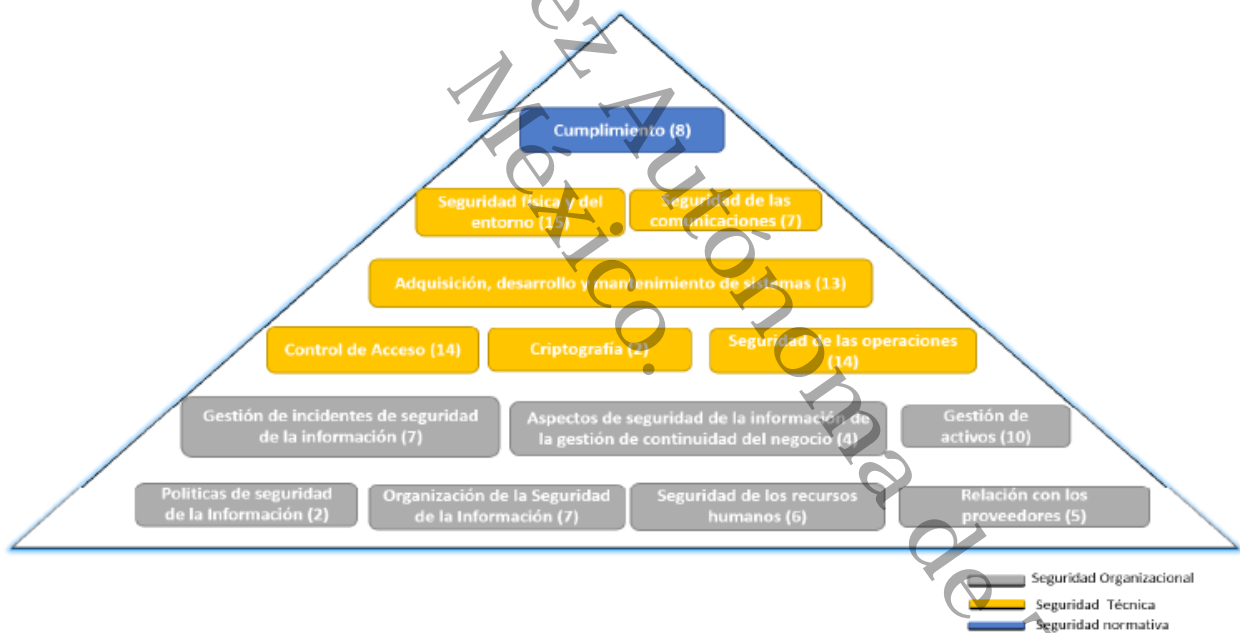 Cumplimiento (8)
Seguridad física y del
entorno (15)
Seguridad de las
comunicaciones (7)
Adquisición, desarrollo y mantenimiento de sistemas (13)
Control de Acceso (14)
Criptografía (2)
Seguridad de las operaciones
(14)
Gestión de incidentes de seguridad
de la información (7)
Aspectos de seguridad de la información de
la gestión de continuidad del negocio (4)
Gestión de
activos (10)
Políticas de seguridad
de la Información (2)
Organización de la Seguridad
de la Información (7)
Seguridad de los recursos
humanos (6)
Relación con los
proveedores (5)
Seguridad Organizacional
Seguridad Técnica
Seguridad normativa
Autónoma de
México.